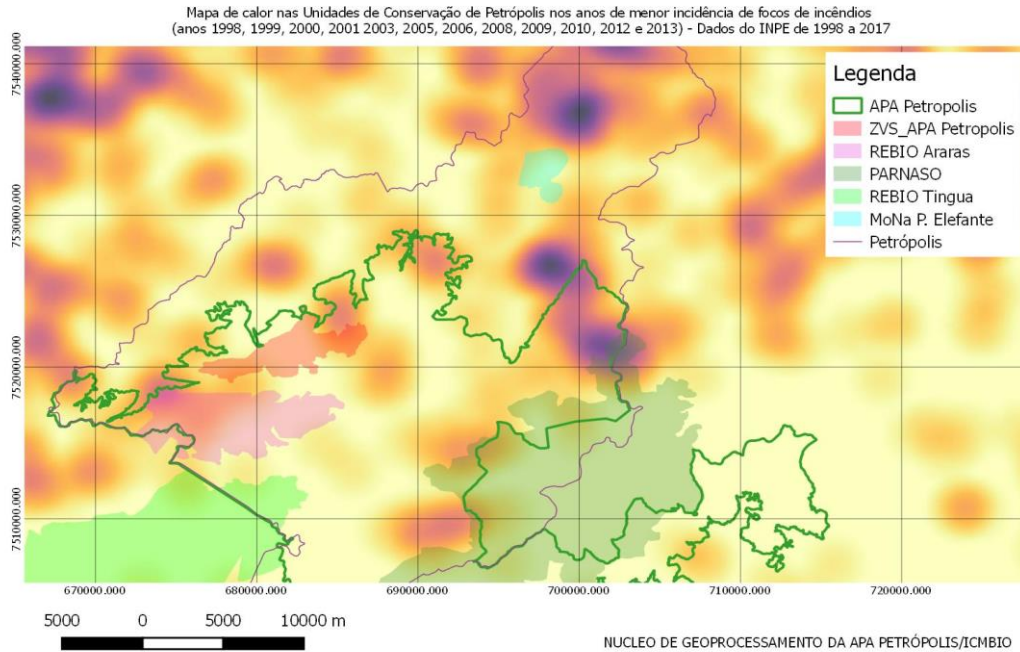 Mapa de calor nas Unidades de Conservação de Petrópolis nos anos de menor incidência de focos de incêndios
(anos 1998, 1999, 2000, 2001 2003, 2005, 2006, 2008, 2009, 2010, 2012 e 2013) - Dados do INPE de 1998 a 2017
Legenda
APA Petropolis
ZVS_APA Petropolis
REBIO Araras
PARNASO
REBIO Tingua
MoNa P. Elefante
Petrópolis
7540000.000
7530000.000
7520000.000
7510000.000
670000.000 680000.000 690000.000 700000.000 710000.000 720000.000
5000 0 5000 10000 m
NUCLEO DE GEOPROCESSAMENTO DA APA PETRÓPOLIS/ICMBIO